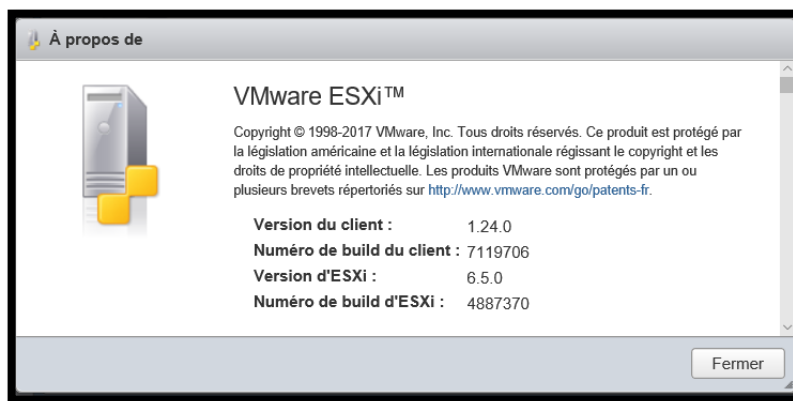 À propos de
VMware ESXi™
Copyright © 1998-2017 VMware, Inc. Tous droits réservés. Ce produit est protégé par
la législation américaine et la législation internationale régissant le copyright et les
droits de propriété intellectuelle. Les produits VMware sont protégés par un ou
plusieurs brevets répertoriés sur http://www.vmware.com/go/patents-fr.
Version du client : 1.24.0
Numéro de build du client : 7119706
Version d'ESXi : 6.5.0
Numéro de build d'ESXi : 4887370
Fermer